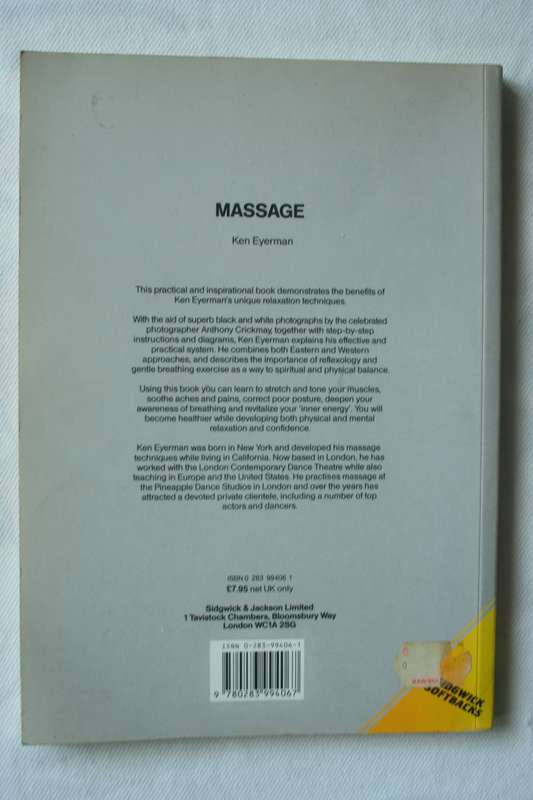 MASSAGE
Ken Eyerman
This practical and inspirational book demonstrates the benefits of
Ken Eyerman's unique relaxation techniques.
With the aid of superb black and while photographs by the celebrated
photographer Anthony Crickmay, together with step-by-step
instructions and diagrams, Ken Eyerman explains his effective and
practical system. He combines both Eastern and Western
approaches, and describes the importance of reflexology and
gentle breathing exercise as a way to spiritual and physical balance.
Using this book you can learn to stretch and tone your muscles,
soothe aches and pains, correct poor posture, deepen your
awareness of breathing and revitalize your 'inner energy'. You will
become healthier while developing both physical and mental
relaxation and confidence.
Ken Eyerman was born in New York and developed his massage
techniques while living in California. Now based in London, he has
worked with the London Contemporary Dance Theatre while also
teaching in Europe and the United States. He practises massage at
the Pineapple Dance Studios in London and over the years has
attracted a devoted private clientele, including a number of top
actors and dancers.
ISBN 0 283 99406 1
£7.95 net UK only
Sidgwick & Jackson Limited
1 Tavistock Chambers, Bloomsbury Way
London WC1A 2SG
ISBN 0-283-99406-1
9 780283 994067
SIDGWICK
SOFTBACKS